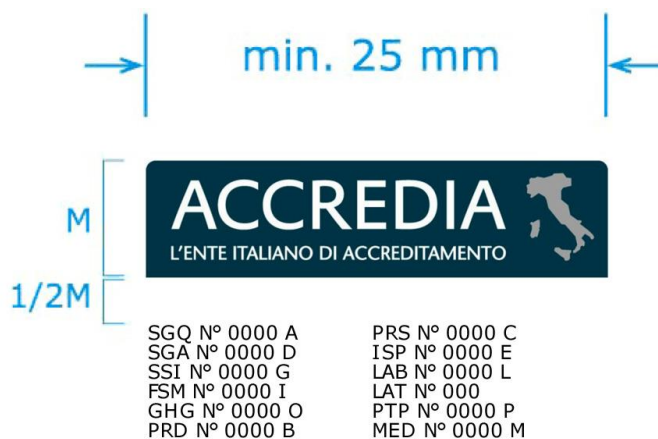 min. 25 mm
M
ACCREDIA
L'ENTE ITALIANO DI ACCREDITAMENTO
1/2M
SGQ N° 0000 A
SGA N° 0000 D
SSI N° 0000 G
FSM N° 0000 I
GHG N° 0000 O
PRD N° 0000 B
PRS N° 0000 C
ISP N° 0000 E
LAB N° 0000 L
LAT N° 000
PTP N° 0000 P
MED N° 0000 M